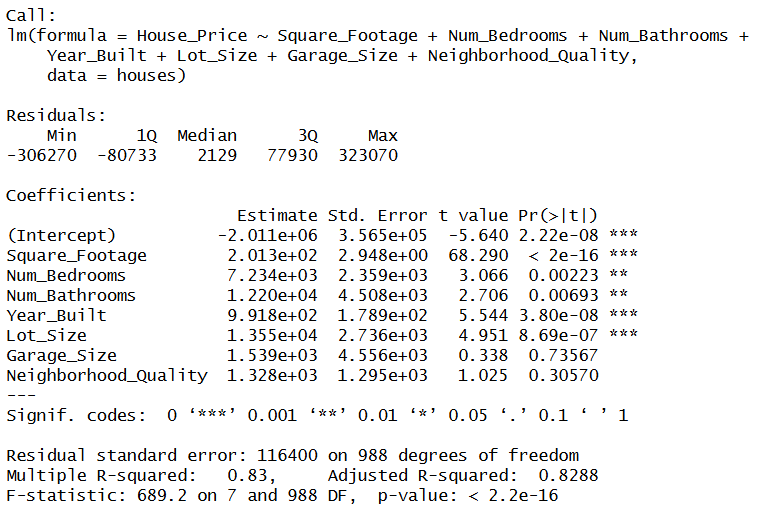 Call:
lm(formula = House_Price ~ Square_Footage + Num_Bedrooms + Num_Bathrooms +
    Year_Built + Lot_Size + Garage_Size + Neighborhood_Quality,
    data = houses)

Residuals:
    Min      1Q  Median      3Q     Max
-306270  -80733    2129   77930  323070

Coefficients:
                       Estimate Std. Error t value Pr(>|t|)
(Intercept)          -2.011e+06  3.565e+05  -5.640 2.22e-08 ***
Square_Footage        2.013e+02  2.948e+00  68.290  < 2e-16 ***
Num_Bedrooms          7.234e+03  2.359e+03   3.066  0.00223 **
Num_Bathrooms         1.220e+04  4.508e+03   2.706  0.00693 **
Year_Built            9.918e+02  1.789e+02   5.544 3.80e-08 ***
Lot_Size              1.355e+04  2.736e+03   4.951 8.69e-07 ***
Garage_Size           1.539e+03  4.556e+03   0.338  0.73567
Neighborhood_Quality  1.328e+03  1.295e+03   1.025  0.30570
---
Signif. codes:  0 ‘***’ 0.001 ‘**’ 0.01 ‘*’ 0.05 ‘.’ 0.1 ‘ ’ 1

Residual standard error: 116400 on 988 degrees of freedom
Multiple R-squared:   0.83,     Adjusted R-squared:  0.8288
F-statistic: 689.2 on 7 and 988 DF,  p-value: < 2.2e-16